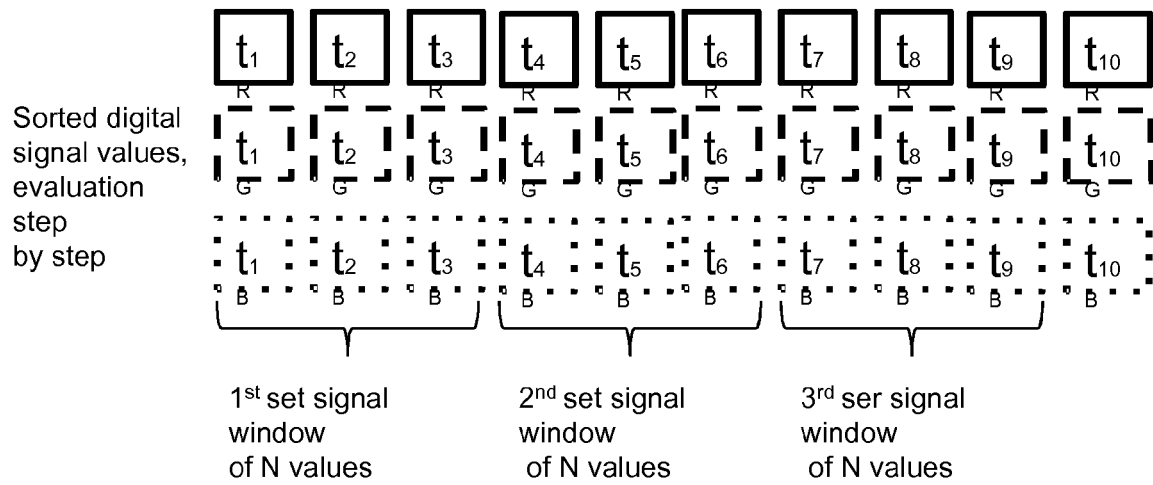 t1 t2 t3 t4 t5 t6 t7 t8 t9 t10
R R R R R R R R R R
Sorted digital
signal values,
evaluation
step
by step
t1 t2 t3 t4 t5 t6 t7 t8 t9 t10
G G G G G G G G G G
t1 t2 t3 t4 t5 t6 t7 t8 t9 t10
B B B B B B B B B B
1st set signal
window
of N values
2nd set signal
window
of N values
3rd ser signal
window
of N values